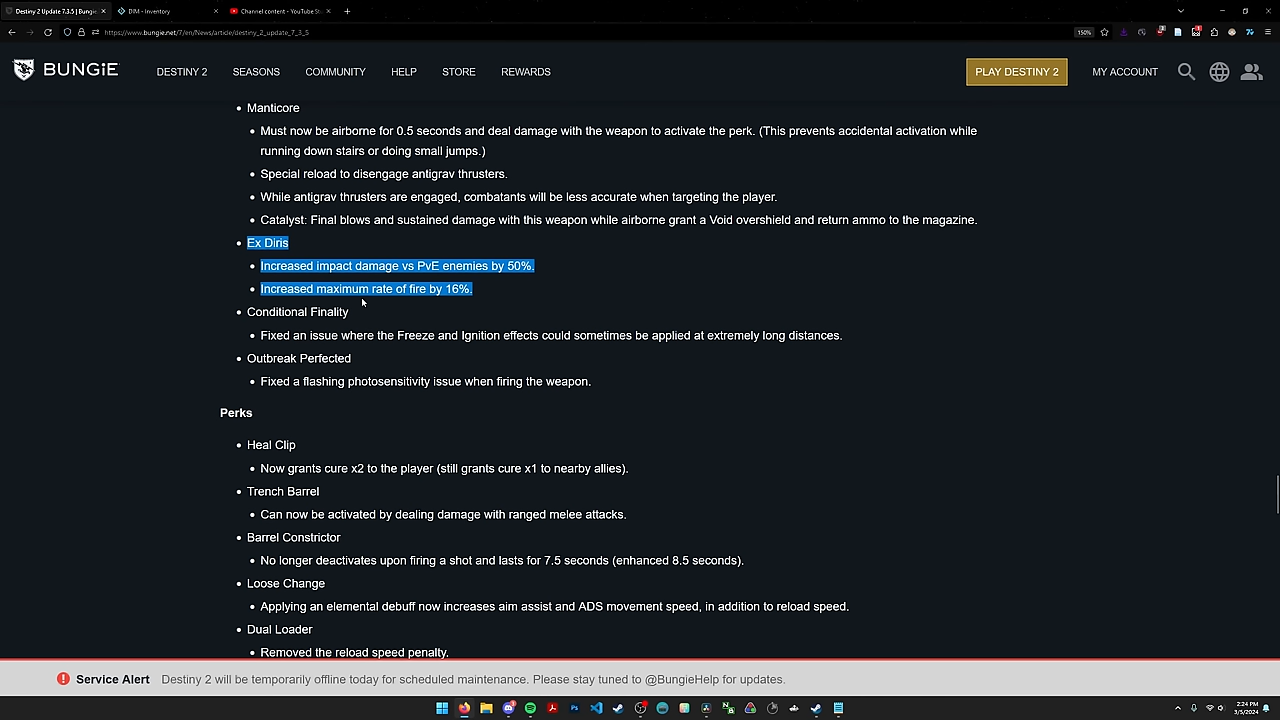 Destiny 2 Update 7.3.5 | Bungie
DIM - Inventory
Channel content - YouTube St
https://www.bungie.net/7/en/News/article/destiny_2_update_7_3_5
150%
BUNGiE
DESTINY 2
SEASONS
COMMUNITY
HELP
STORE
REWARDS
PLAY DESTINY 2
MY ACCOUNT
• Manticore
• Must now be airborne for 0.5 seconds and deal damage with the weapon to activate the perk. (This prevents accidental activation while
running down stairs or doing small jumps.)
• Special reload to disengage antigrav thrusters.
• While antigrav thrusters are engaged, combatants will be less accurate when targeting the player.
• Catalyst: Final blows and sustained damage with this weapon while airborne grant a Void overshield and return ammo to the magazine.
• Ex Diris
• Increased impact damage vs PvE enemies by 50%.
• Increased maximum rate of fire by 16%.
• Conditional Finality
• Fixed an issue where the Freeze and Ignition effects could sometimes be applied at extremely long distances.
• Outbreak Perfected
• Fixed a flashing photosensitivity issue when firing the weapon.
Perks
• Heal Clip
• Now grants cure x2 to the player (still grants cure x1 to nearby allies).
• Trench Barrel
• Can now be activated by dealing damage with ranged melee attacks.
• Barrel Constrictor
• No longer deactivates upon firing a shot and lasts for 7.5 seconds (enhanced 8.5 seconds).
• Loose Change
• Applying an elemental debuff now increases aim assist and ADS movement speed, in addition to reload speed.
• Dual Loader
• Removed the reload speed penalty.
Service Alert
Destiny 2 will be temporarily offline today for scheduled maintenance. Please stay tuned to @BungieHelp for updates.
2:24 PM
3/5/2024